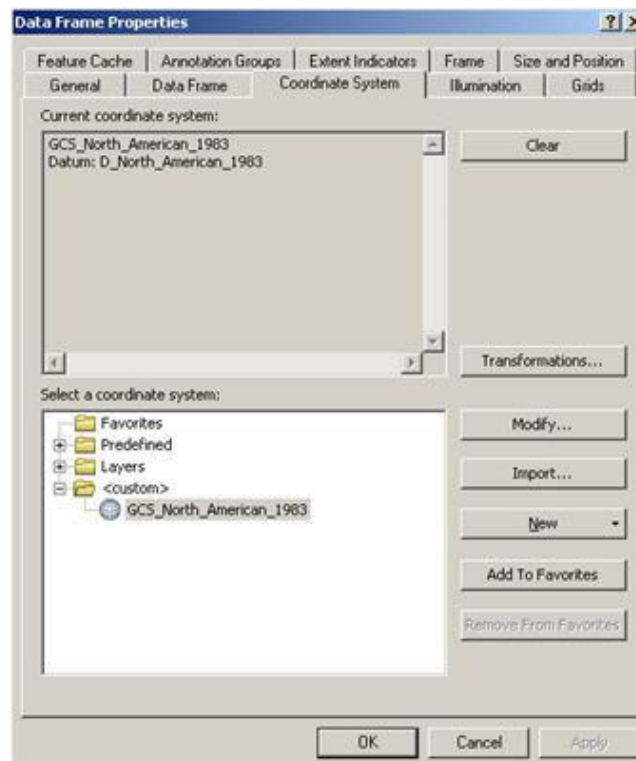 Data Frame Properties
Feature Cache Annotation Groups Extent Indicators Frame Size and Position
General Data Frame Coordinate System Illumination Grids
Current coordinate system:
GCS_North_American_1983
Datum: D_North_American_1983
Clear
Transformations...
Select a coordinate system:
Favorites
Predefined
Layers
<custom>
GCS_North_American_1983
Modify...
Import...
New
Add To Favorites
Remove From Favorites
OK Cancel Apply